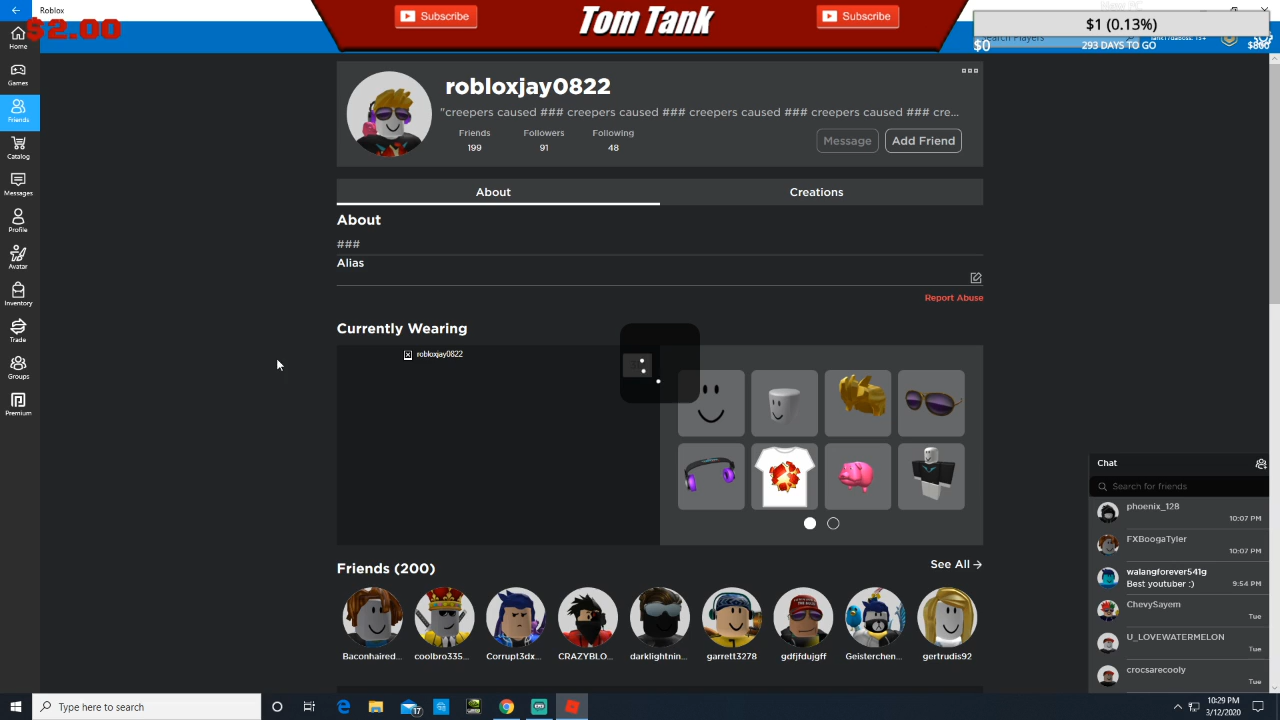 Roblox
$2.00
Subscribe
Tom Tank
Subscribe
New PC
$1 (0.13%)
$0
293 DAYS TO GO
$800
Search Players
Home
Games
Friends
Catalog
Messages
Profile
Avatar
Inventory
Trade
Groups
Premium
robloxjay0822
"creepers caused ### creepers caused ### creepers caused ### creepers caused ### cre...
Friends Followers Following
199 91 48
Message Add Friend
About Creations
About
###
Alias
Report Abuse
Currently Wearing
robloxjay0822
Friends (200)
See All
Baconhaired... coolbro335... Corrupt3dx... CRAZYBLO... darklightnin... garrett3278 gdfjfdujgff Geisterchen... gertrudis92
Chat
Search for friends
phoenix_128
10:07 PM
FXBoogaTyler
10:07 PM
walangforever541g
Best youtuber :)
9:54 PM
ChevySayem
Tue
U_LOVEWATERMELON
Tue
crocsarecooly
Tue
Type here to search
17
10:29 PM
3/12/2020